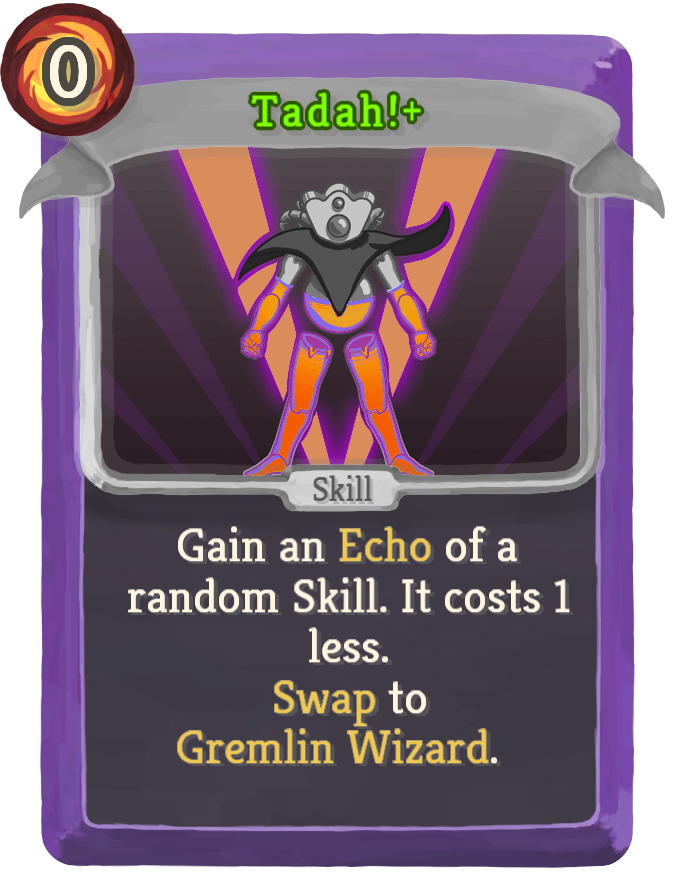 0
Tadah!+
Skill
Gain an Echo of a
random Skill. It costs 1
less.
Swap to
Gremlin Wizard.